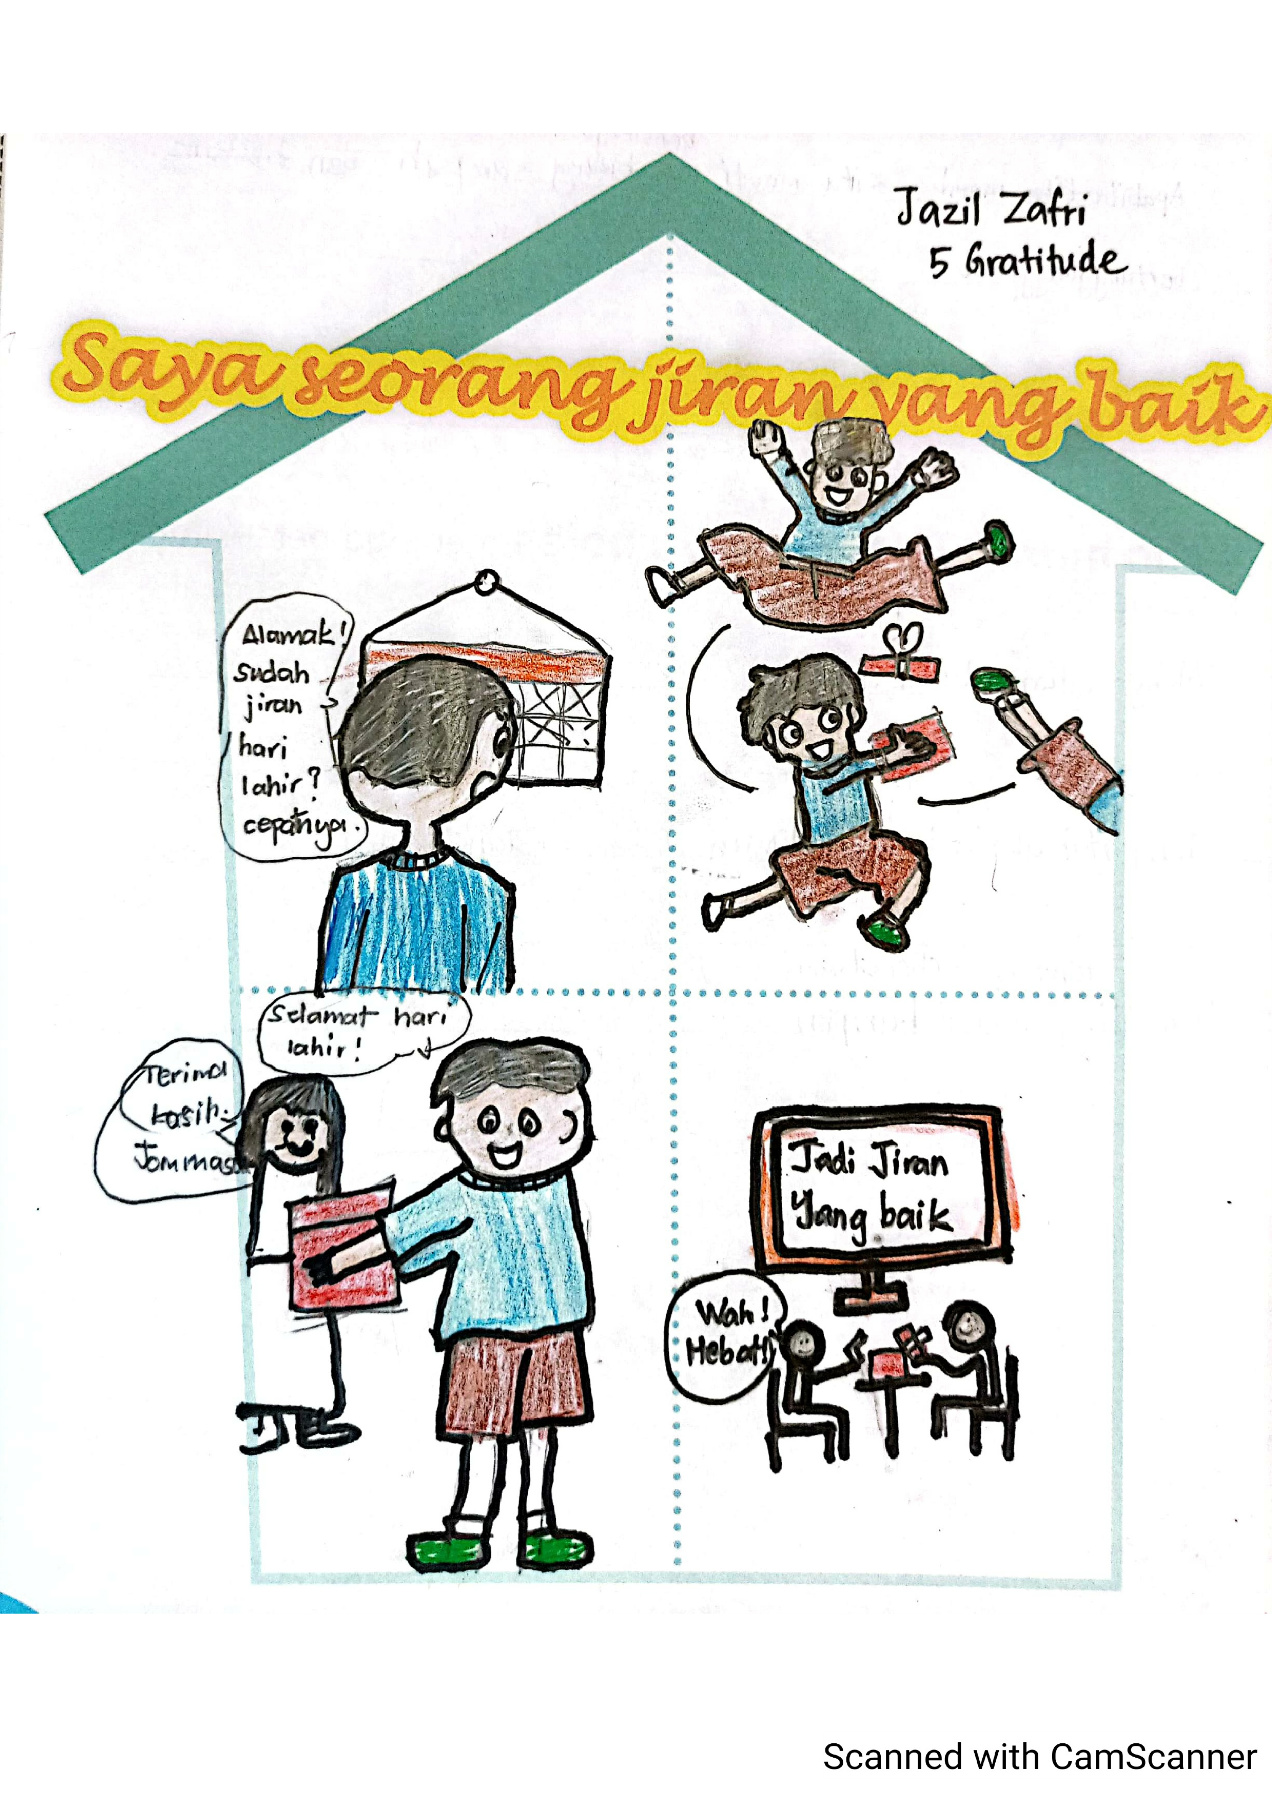 Jazil Zafri
5 Gratitude
Saya seorang jiran yang baik
Alamak!
sudah
jiran
hari
lahir?
cepatnya.
Selamat hari
lahir!
Terima
kasih.
Jom masuk
Jadi Jiran
Yang baik
Wah!
Hebat!!
Scanned with CamScanner